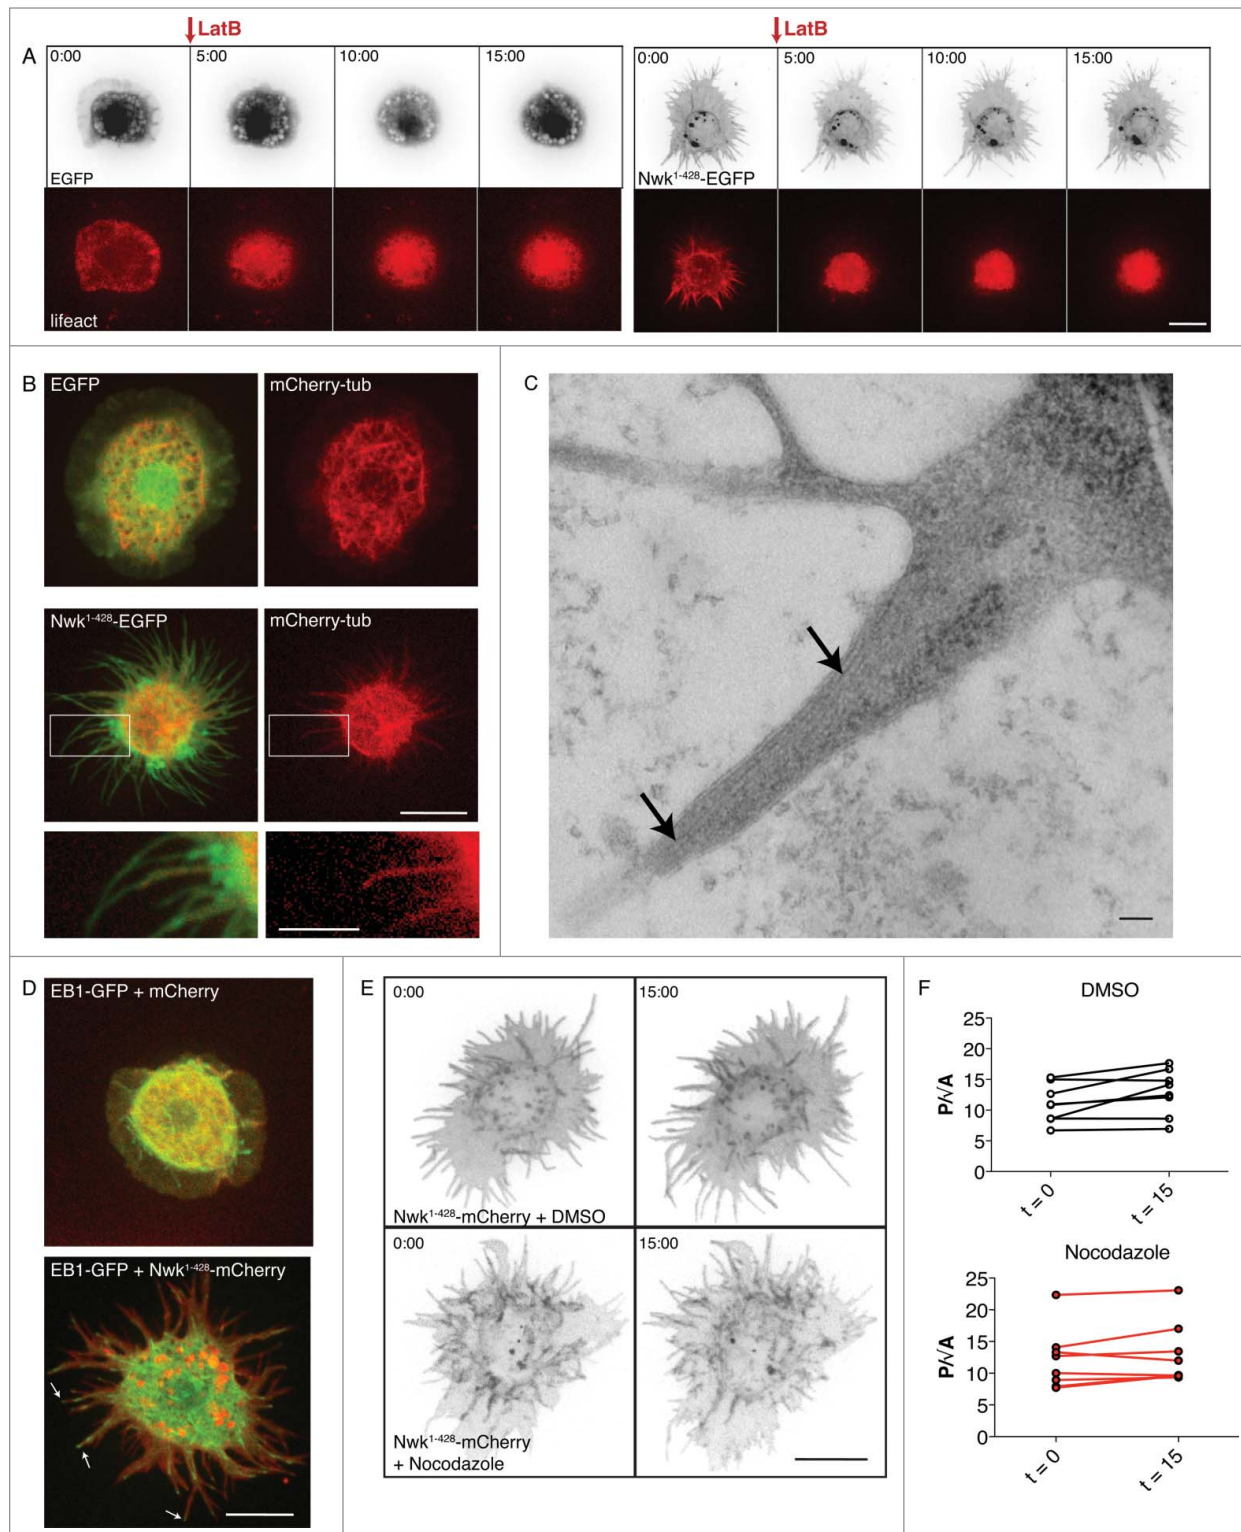 LatB
LatB
A
0:00
5:00
10:00
15:00
0:00
5:00
10:00
15:00
EGFP
Nwk¹⁻⁴²⁸-EGFP
lifeact
B
EGFP
mCherry-tub
C
Nwk¹⁻⁴²⁸-EGFP
mCherry-tub
D
EB1-GFP + mCherry
EB1-GFP + Nwk¹⁻⁴²⁸-mCherry
E
0:00
15:00
Nwk¹⁻⁴²⁸-mCherry + DMSO
0:00
15:00
Nwk¹⁻⁴²⁸-mCherry
+ Nocodazole
F
DMSO
P/√A
25
20
15
10
5
0
t = 0
t = 15
Nocodazole
P/√A
25
20
15
10
5
0
t = 0
t = 15